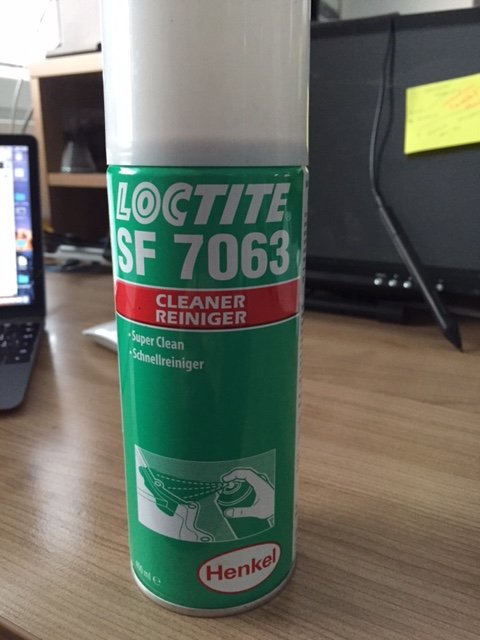 LOCTITE®
SF 7063
CLEANER
REINIGER
• Super Clean
• Schnellreiniger
Henkel